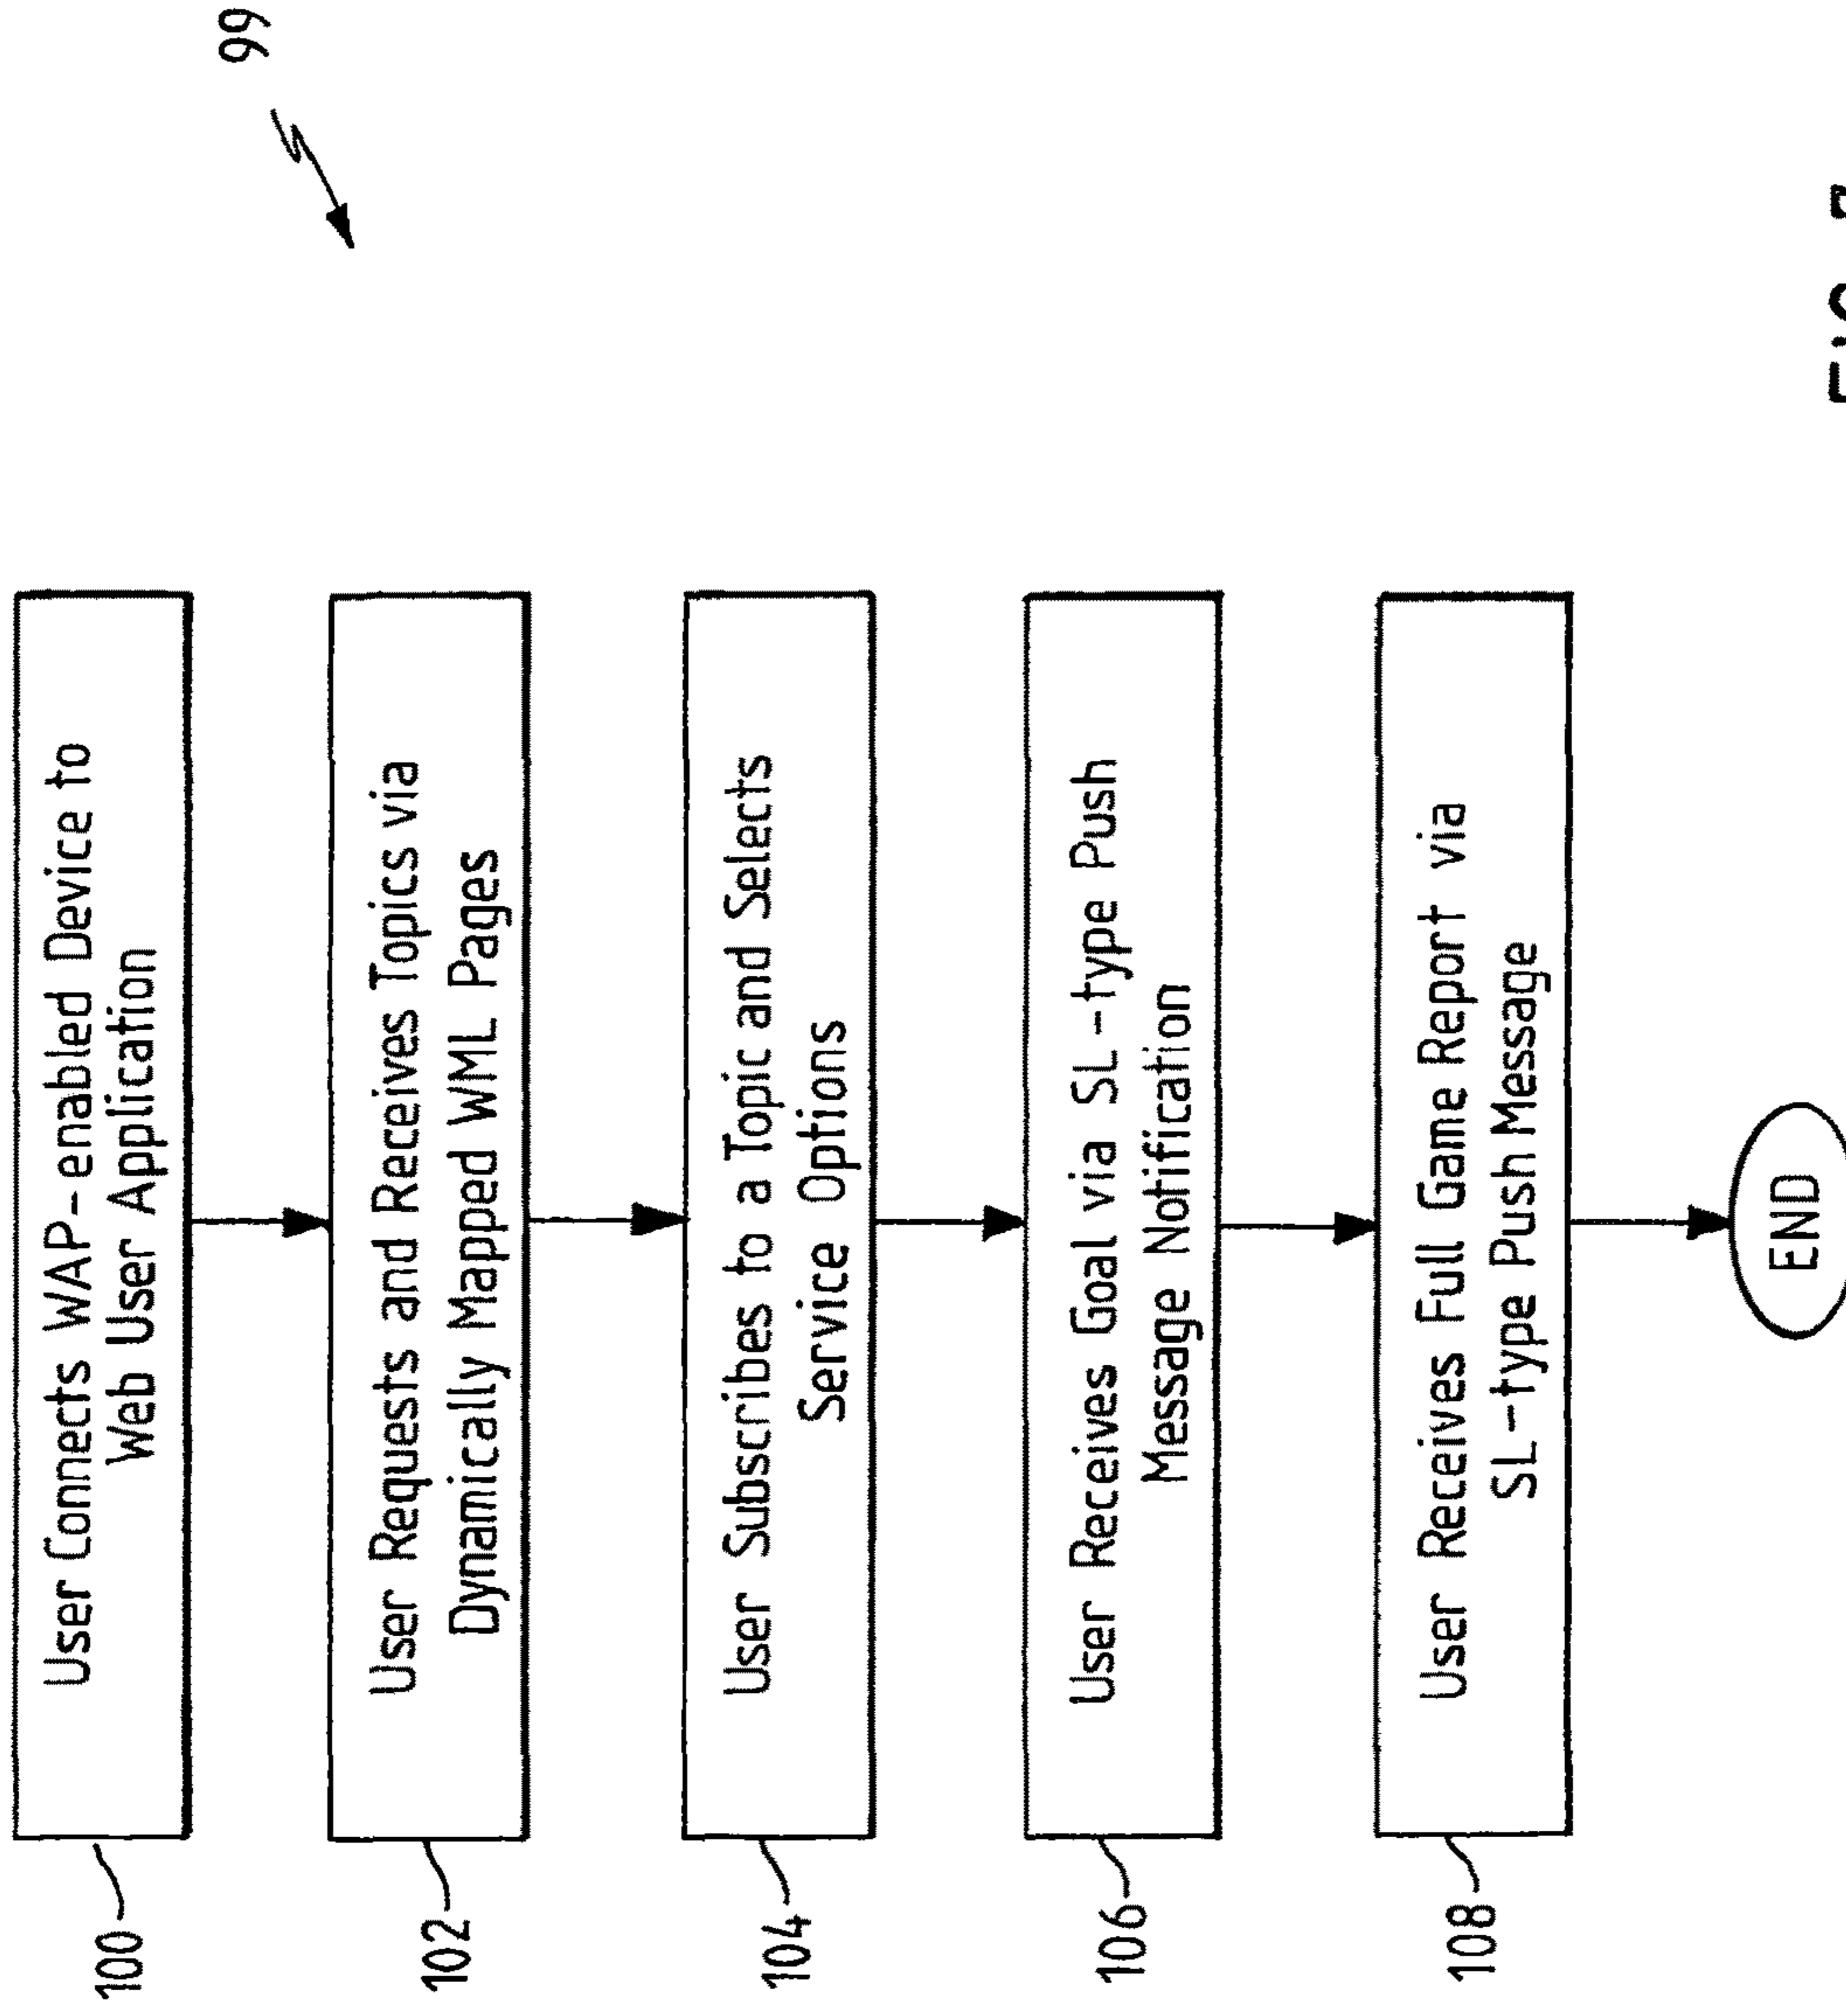 99
100
User Connects WAP-enabled Device to
Web User Application
102
User Requests and Receives Topics via
Dynamically Mapped WML Pages
104
User Subscribes to a Topic and Selects
Service Options
106
User Receives Goal via SL-type Push
Message Notification
108
User Receives Full Game Report via
SL-type Push Message
END